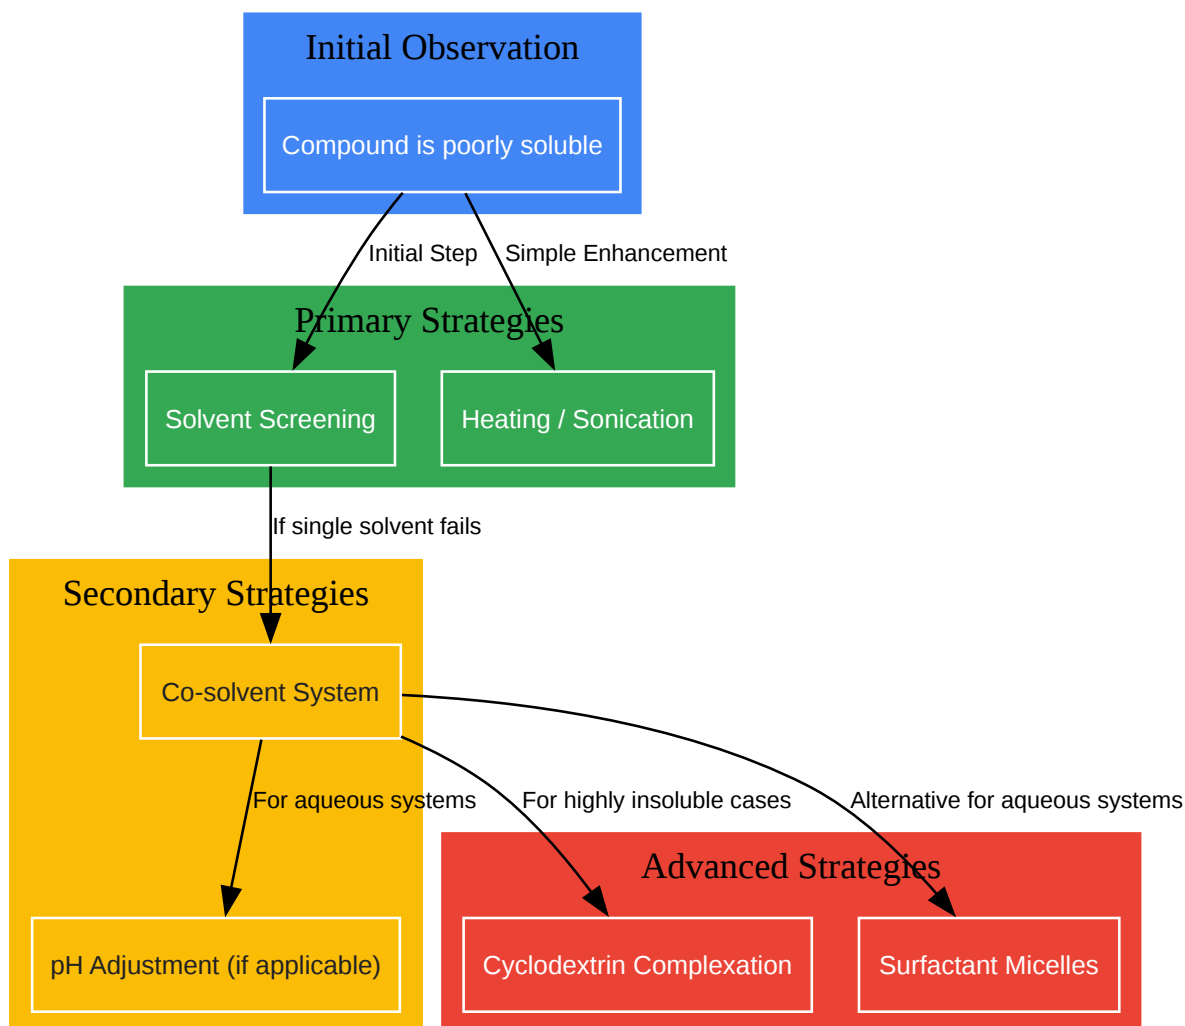 Initial Observation
Compound is poorly soluble
Initial Step
Simple Enhancement
Primary Strategies
Solvent Screening
Heating / Sonication
If single solvent fails
Secondary Strategies
Co-solvent System
For aqueous systems
For highly insoluble cases
Alternative for aqueous systems
Advanced Strategies
pH Adjustment (if applicable)
Cyclodextrin Complexation
Surfactant Micelles